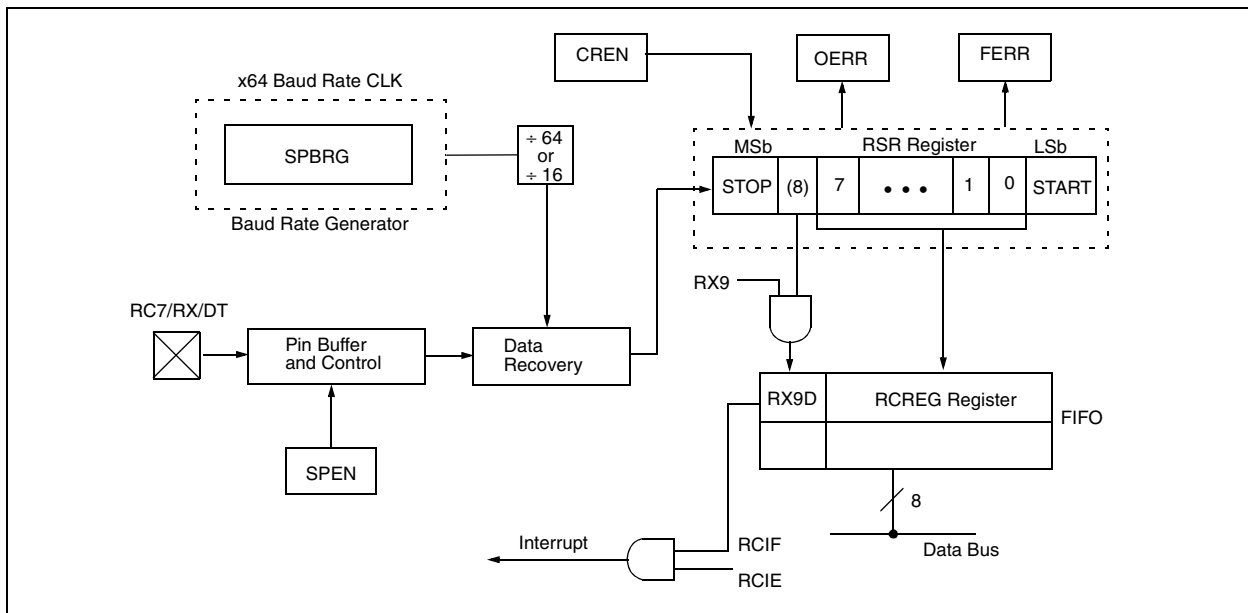 CREN
OERR
FERR
x64 Baud Rate CLK
SPBRG
÷ 64
or
÷ 16
Baud Rate Generator
MSb
RSR Register
LSb
STOP
(8)
7
• • •
1
0
START
RX9
RC7/RX/DT
Pin Buffer
and Control
Data
Recovery
SPEN
RX9D
RCREG Register
FIFO
8
Data Bus
Interrupt
RCIF
RCIE